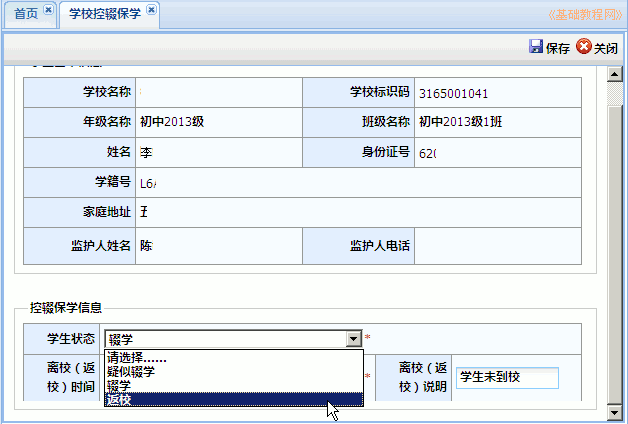 首页 学校控辍保学 《基础教程网》
保存 关闭
学校名称 学校标识码 3165001041
年级名称 初中2013级 班级名称 初中2013级1班
姓名 李 身份证号 620
学籍号 L6
家庭地址
监护人姓名 陈 监护人电话
控辍保学信息
学生状态 辍学 *
请选择……
疑似辍学
辍学
返校
离校（返 * 离校（返 学生未到校
校）时间 校）说明